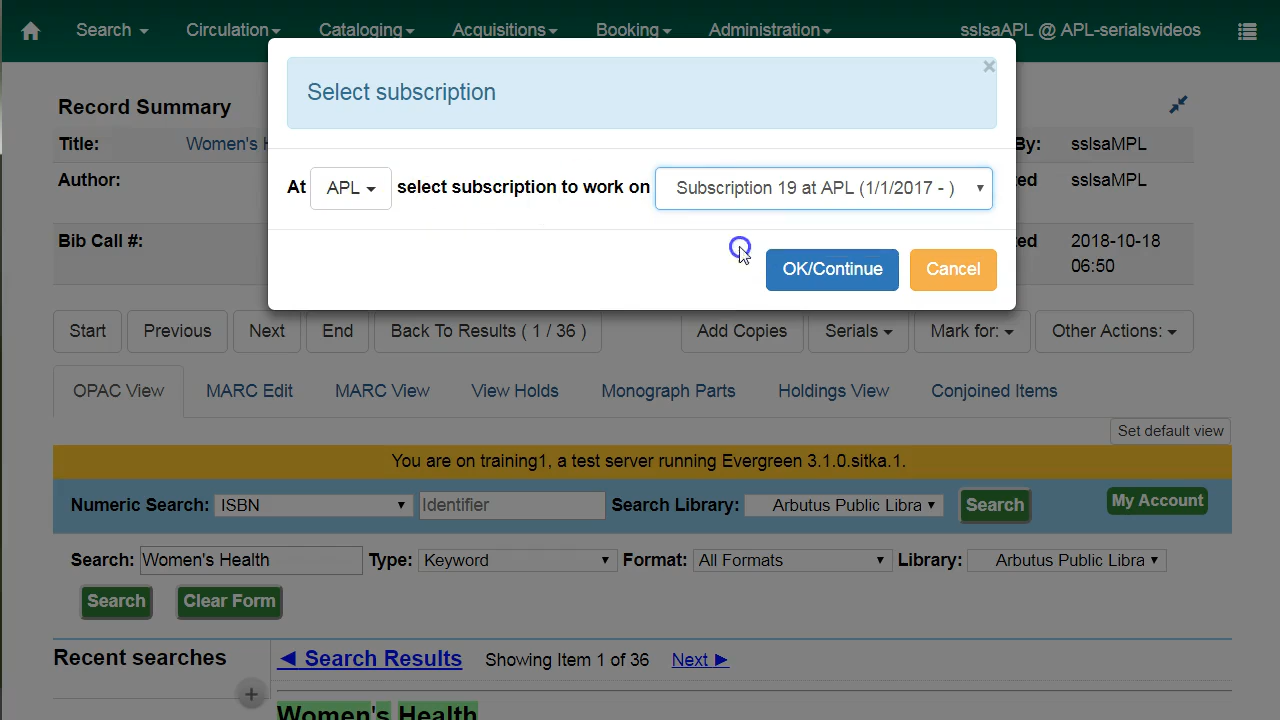 Search Circulation Cataloging Acquisitions Booking Administration sslsaAPL @ APL-serialsvideos
Select subscription ×
Record Summary
Title: Women's H By: sslsaMPL
At APL select subscription to work on Subscription 19 at APL (1/1/2017 - )
Author: ted sslsaMPL
Bib Call #: ted 2018-10-18
06:50
OK/Continue Cancel
Start Previous Next End Back To Results ( 1 / 36 ) Add Copies Serials Mark for: Other Actions:
OPAC View MARC Edit MARC View View Holds Monograph Parts Holdings View Conjoined Items
Set default view
You are on training1, a test server running Evergreen 3.1.0.sitka.1.
Numeric Search: ISBN Identifier Search Library: Arbutus Public Libra Search My Account
Search: Women's Health Type: Keyword Format: All Formats Library: Arbutus Public Libra
Search Clear Form
Recent searches ◄ Search Results Showing Item 1 of 36 Next ►
+
Women's Health